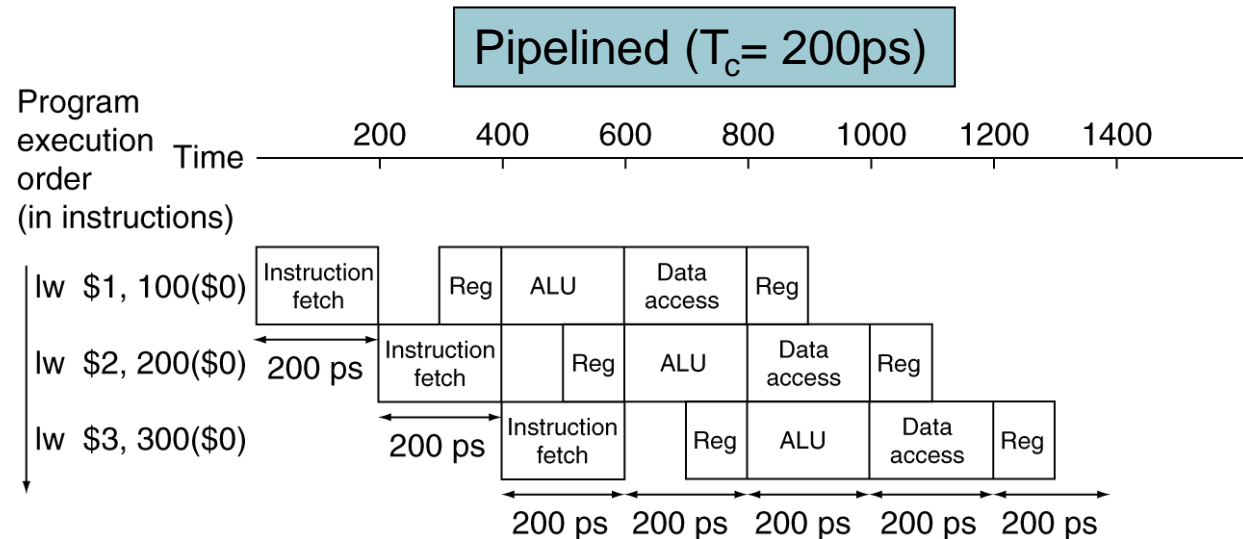 Pipelined (Tc= 200ps)
Program
execution
order
(in instructions)
Time
200 400 600 800 1000 1200 1400
lw $1, 100($0)
Instruction
fetch
Reg
ALU
Data
access
Reg
200 ps
lw $2, 200($0)
Instruction
fetch
Reg
ALU
Data
access
Reg
200 ps
lw $3, 300($0)
Instruction
fetch
Reg
ALU
Data
access
Reg
200 ps 200 ps 200 ps 200 ps 200 ps